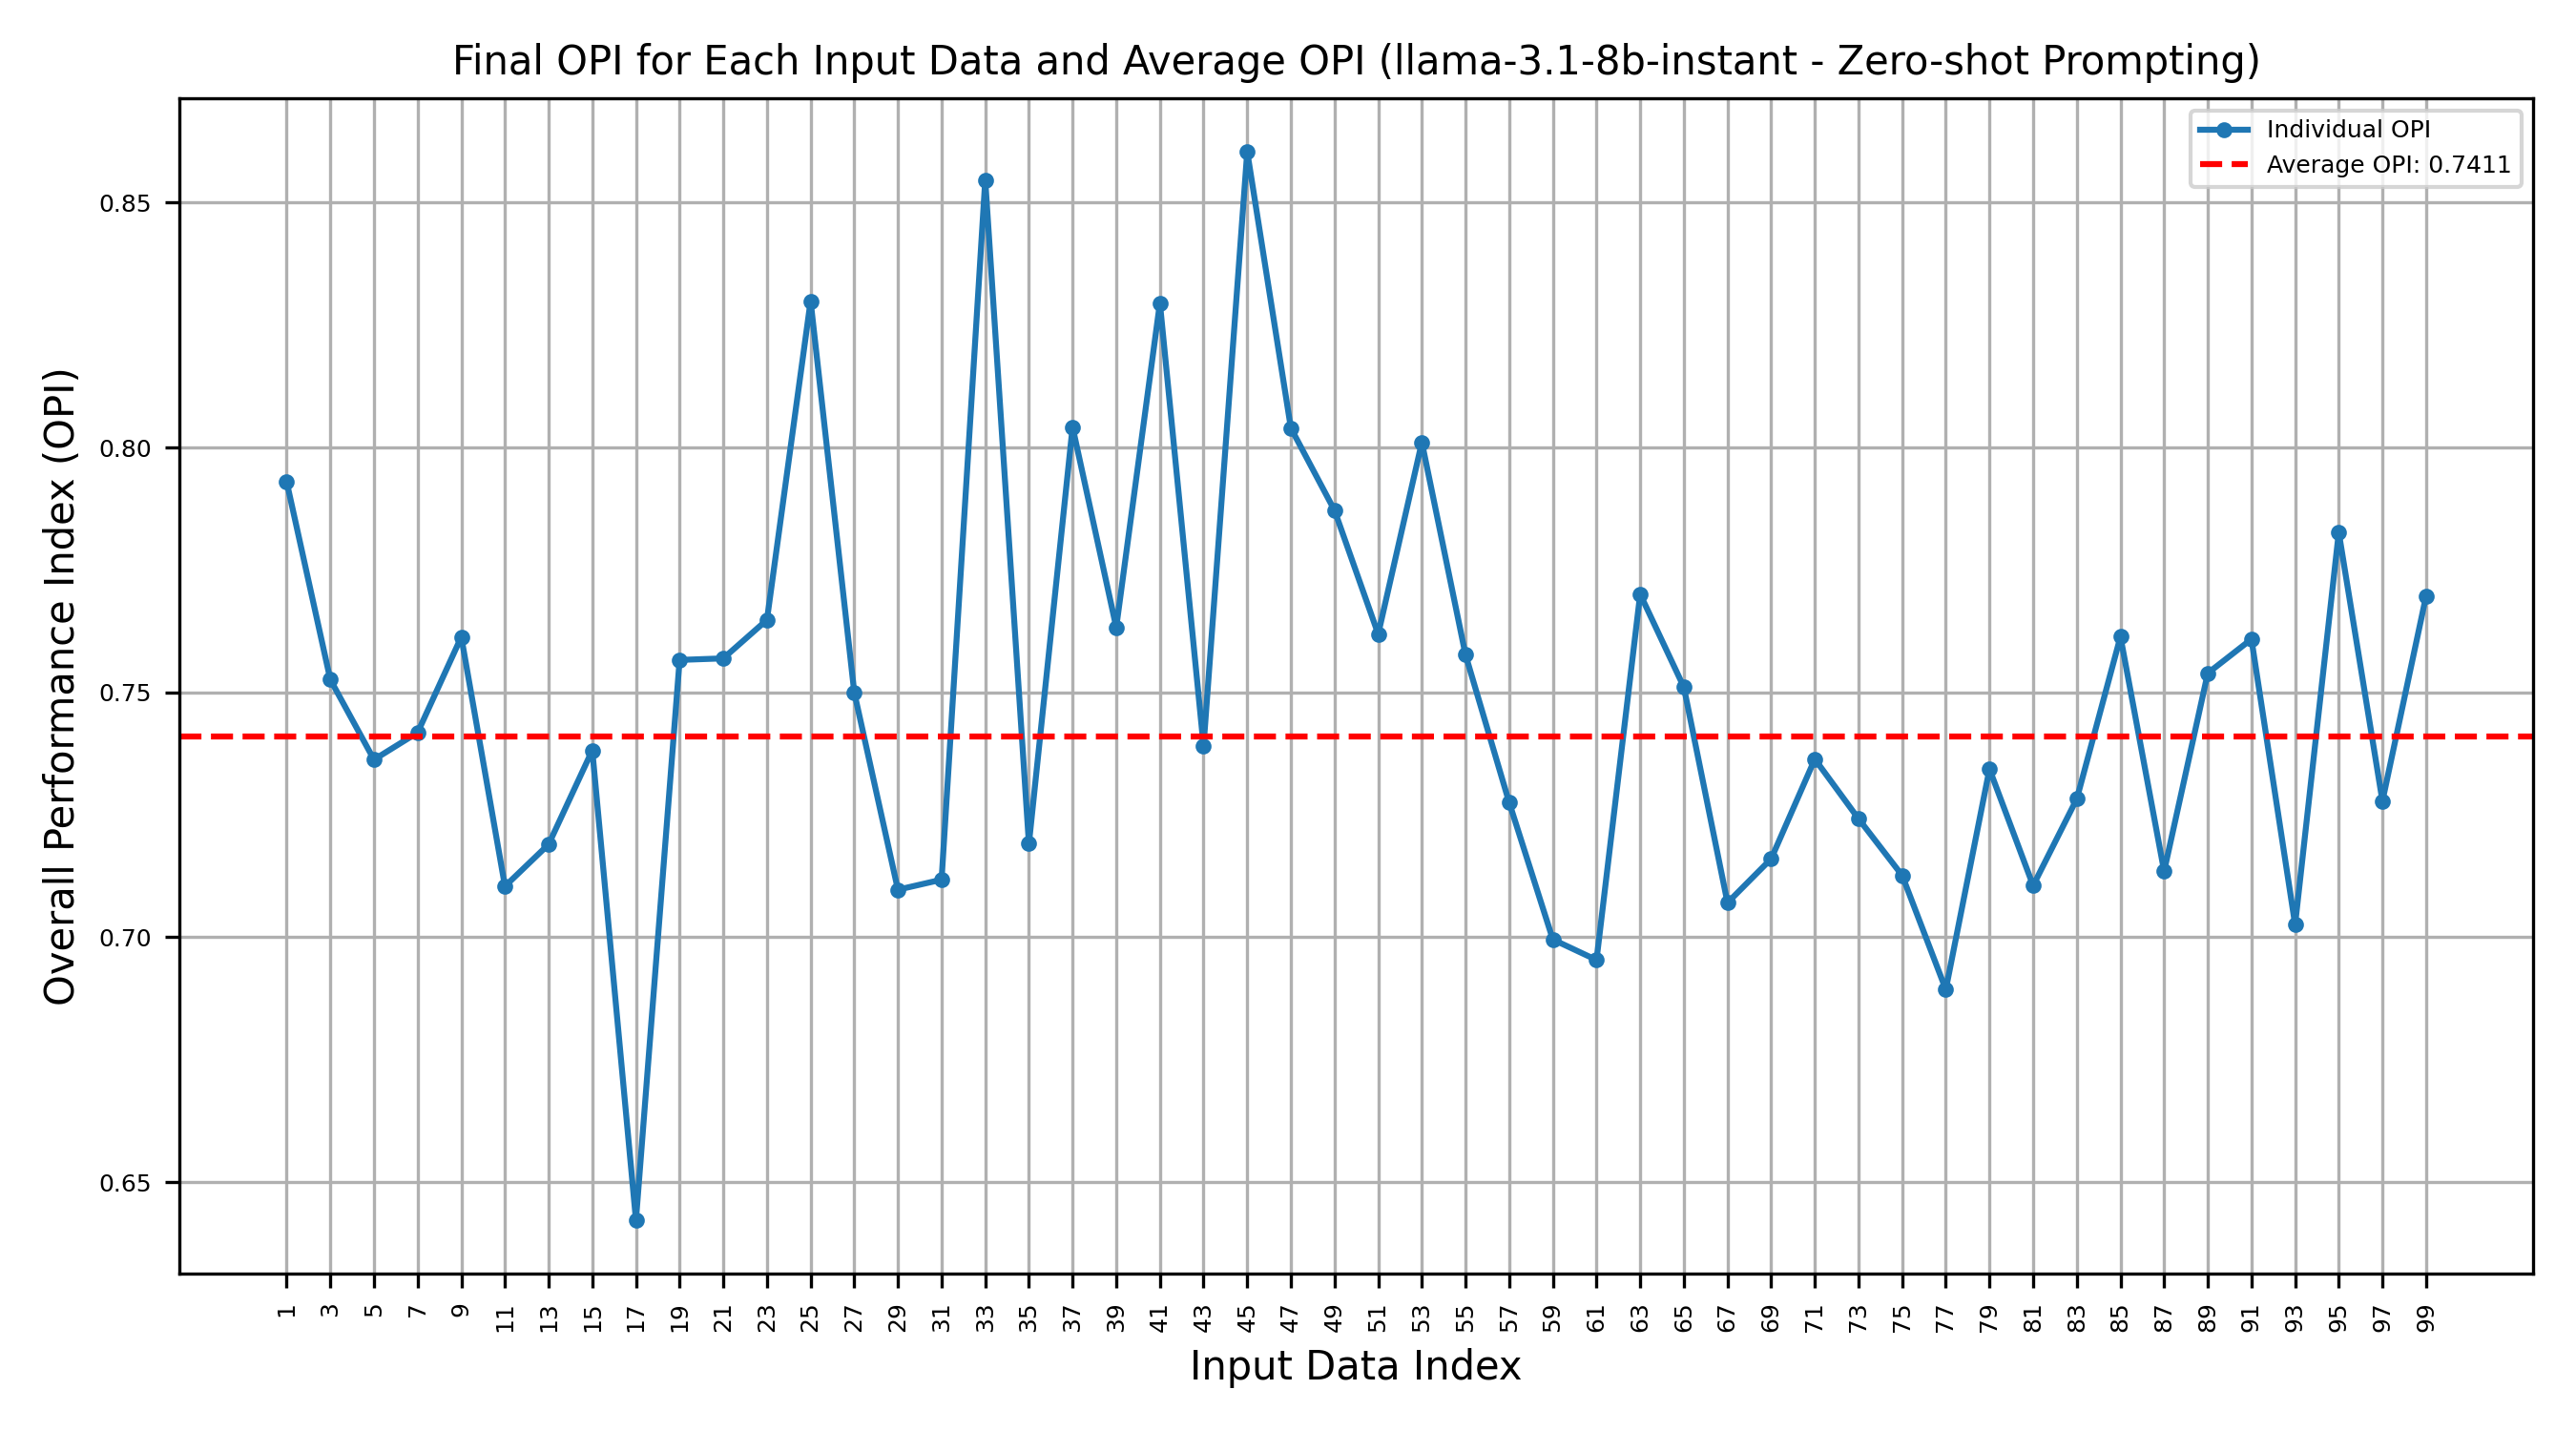 Final OPI for Each Input Data and Average OPI (llama-3.1-8b-instant - Zero-shot Prompting)
Individual OPI
Average OPI: 0.7411
Overall Performance Index (OPI)
0.85
0.80
0.75
0.70
0.65
1 3 5 7 9 11 13 15 17 19 21 23 25 27 29 31 33 35 37 39 41 43 45 47 49 51 53 55 57 59 61 63 65 67 69 71 73 75 77 79 81 83 85 87 89 91 93 95 97 99
Input Data Index